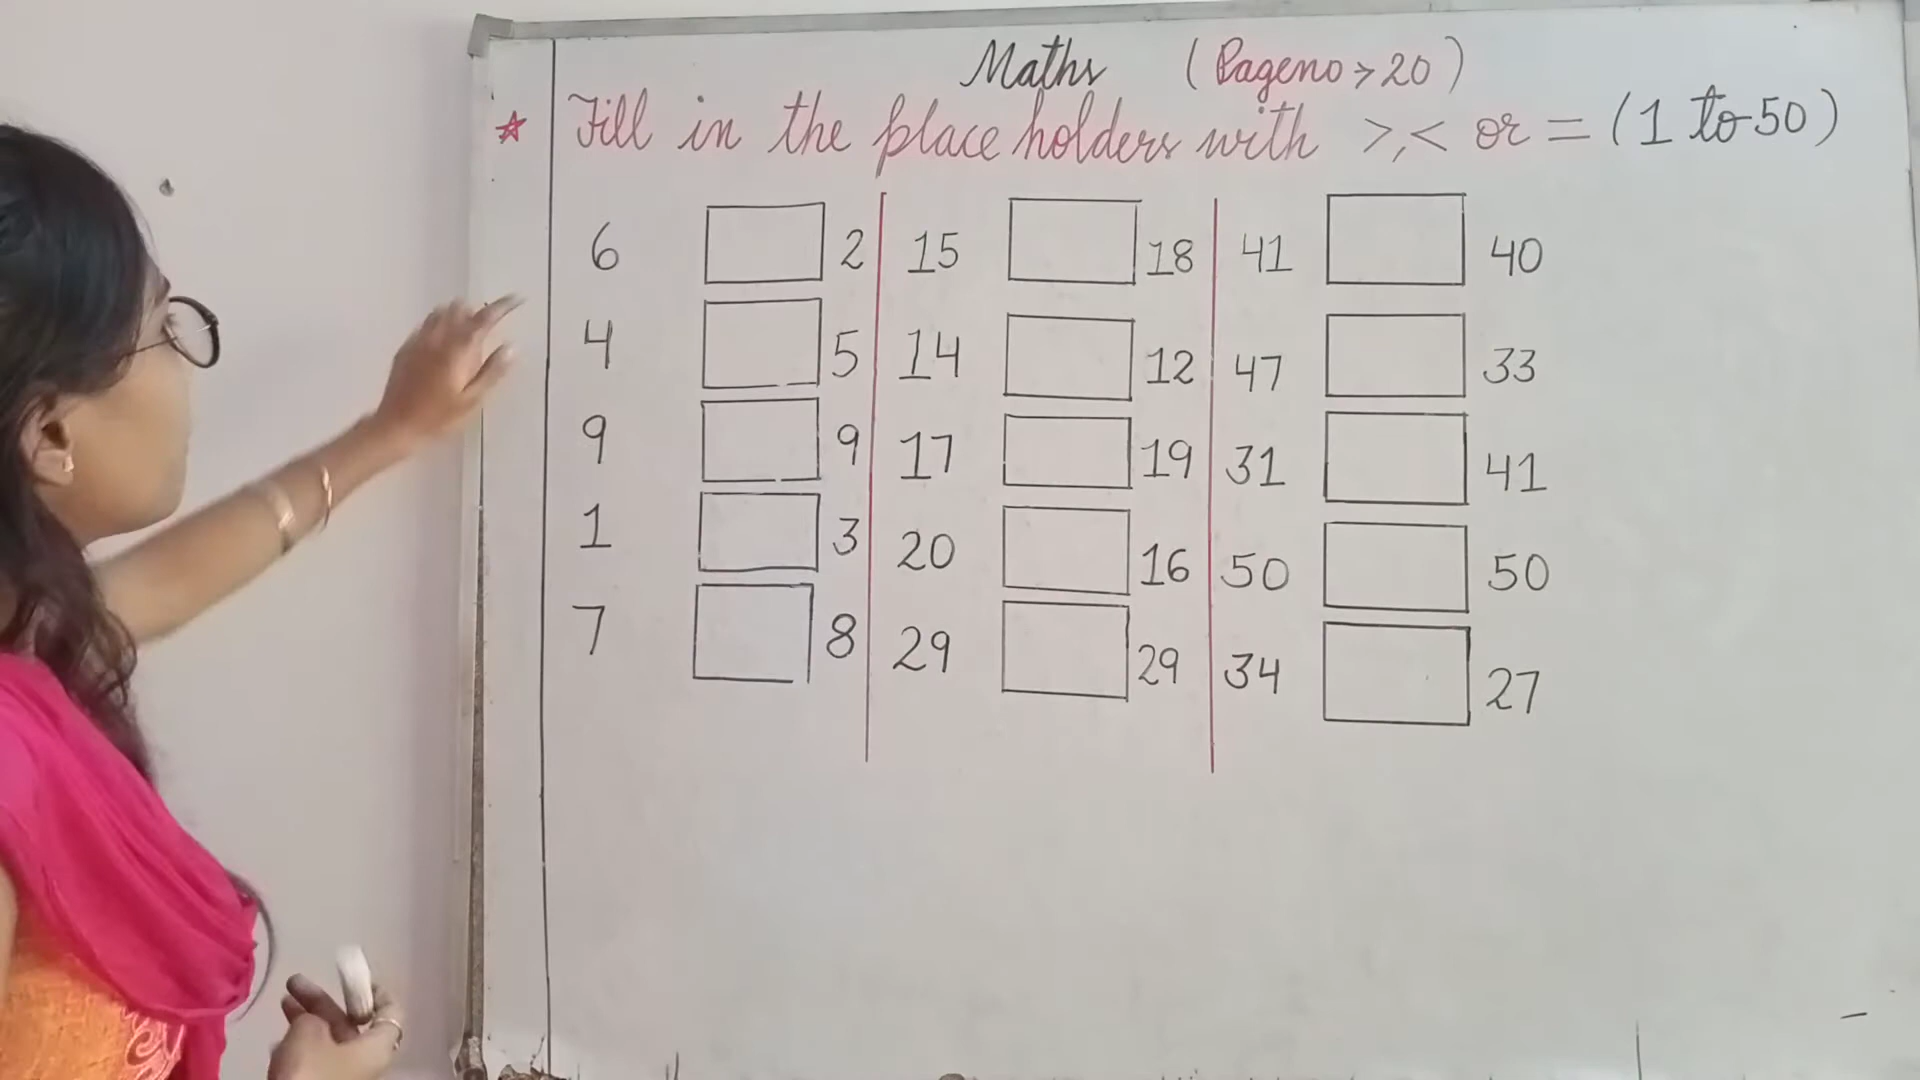 Maths (Pageno > 20)
☆ Fill in the place holders with >,< or = (1 to 50)
6 2 15 18 41 40
4 5 14 12 47 33
9 9 17 19 31 41
1 3 20 16 50 50
7 8 29 29 34 27